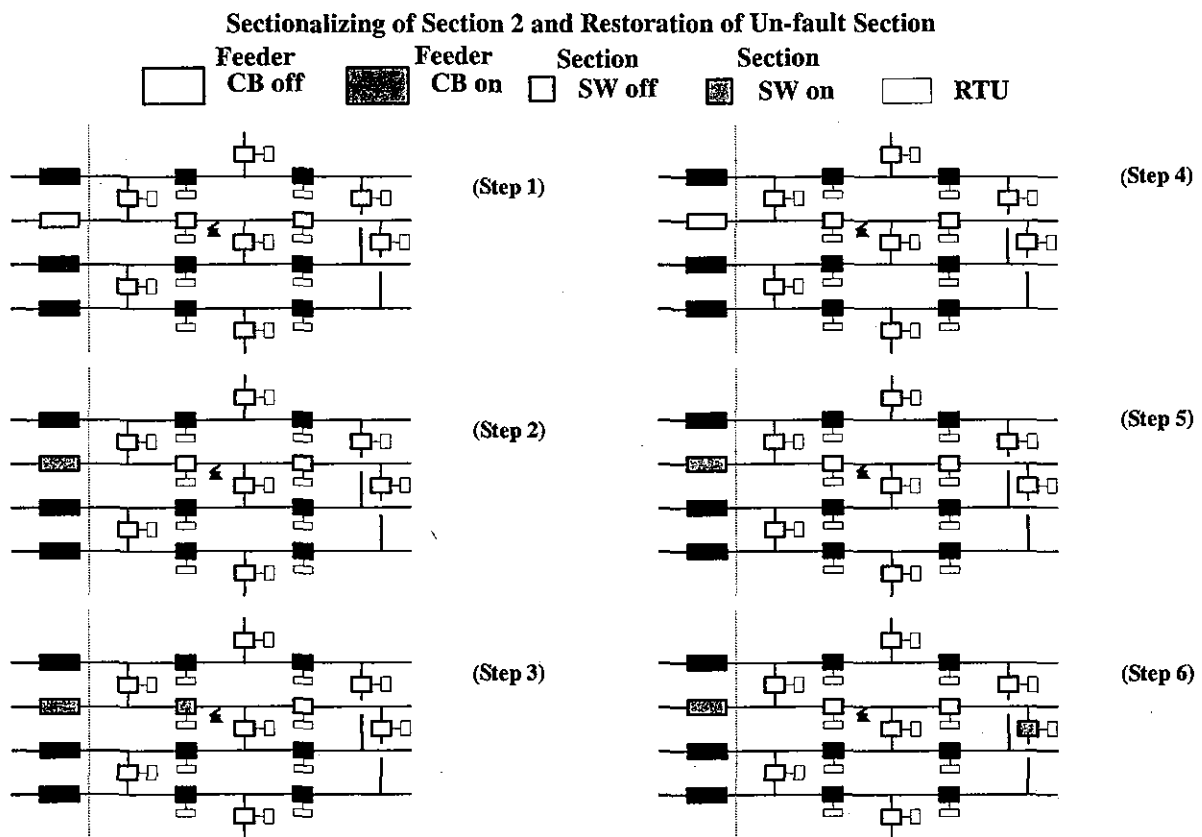 Sectionalizing of Section 2 and Restoration of Un-fault Section
Feeder CB off
Feeder CB on
Section SW off
Section SW on
RTU
(Step 1)
(Step 4)
(Step 2)
(Step 5)
(Step 3)
(Step 6)